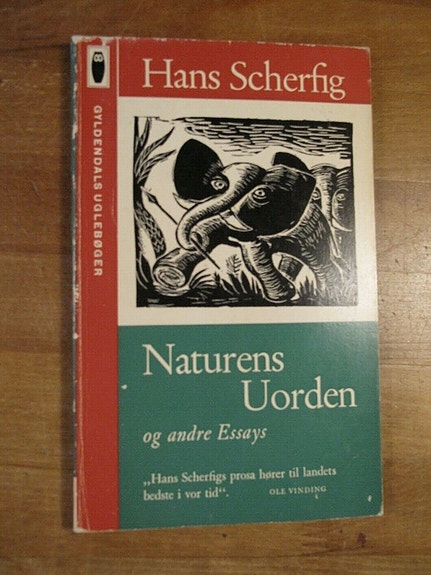 GYLDENDALS UGLEBØGER
Hans Scherfig
Naturens
Uorden
og andre Essays
„Hans Scherfigs prosa hører til landets
bedste i vor tid“.
OLE VINDING